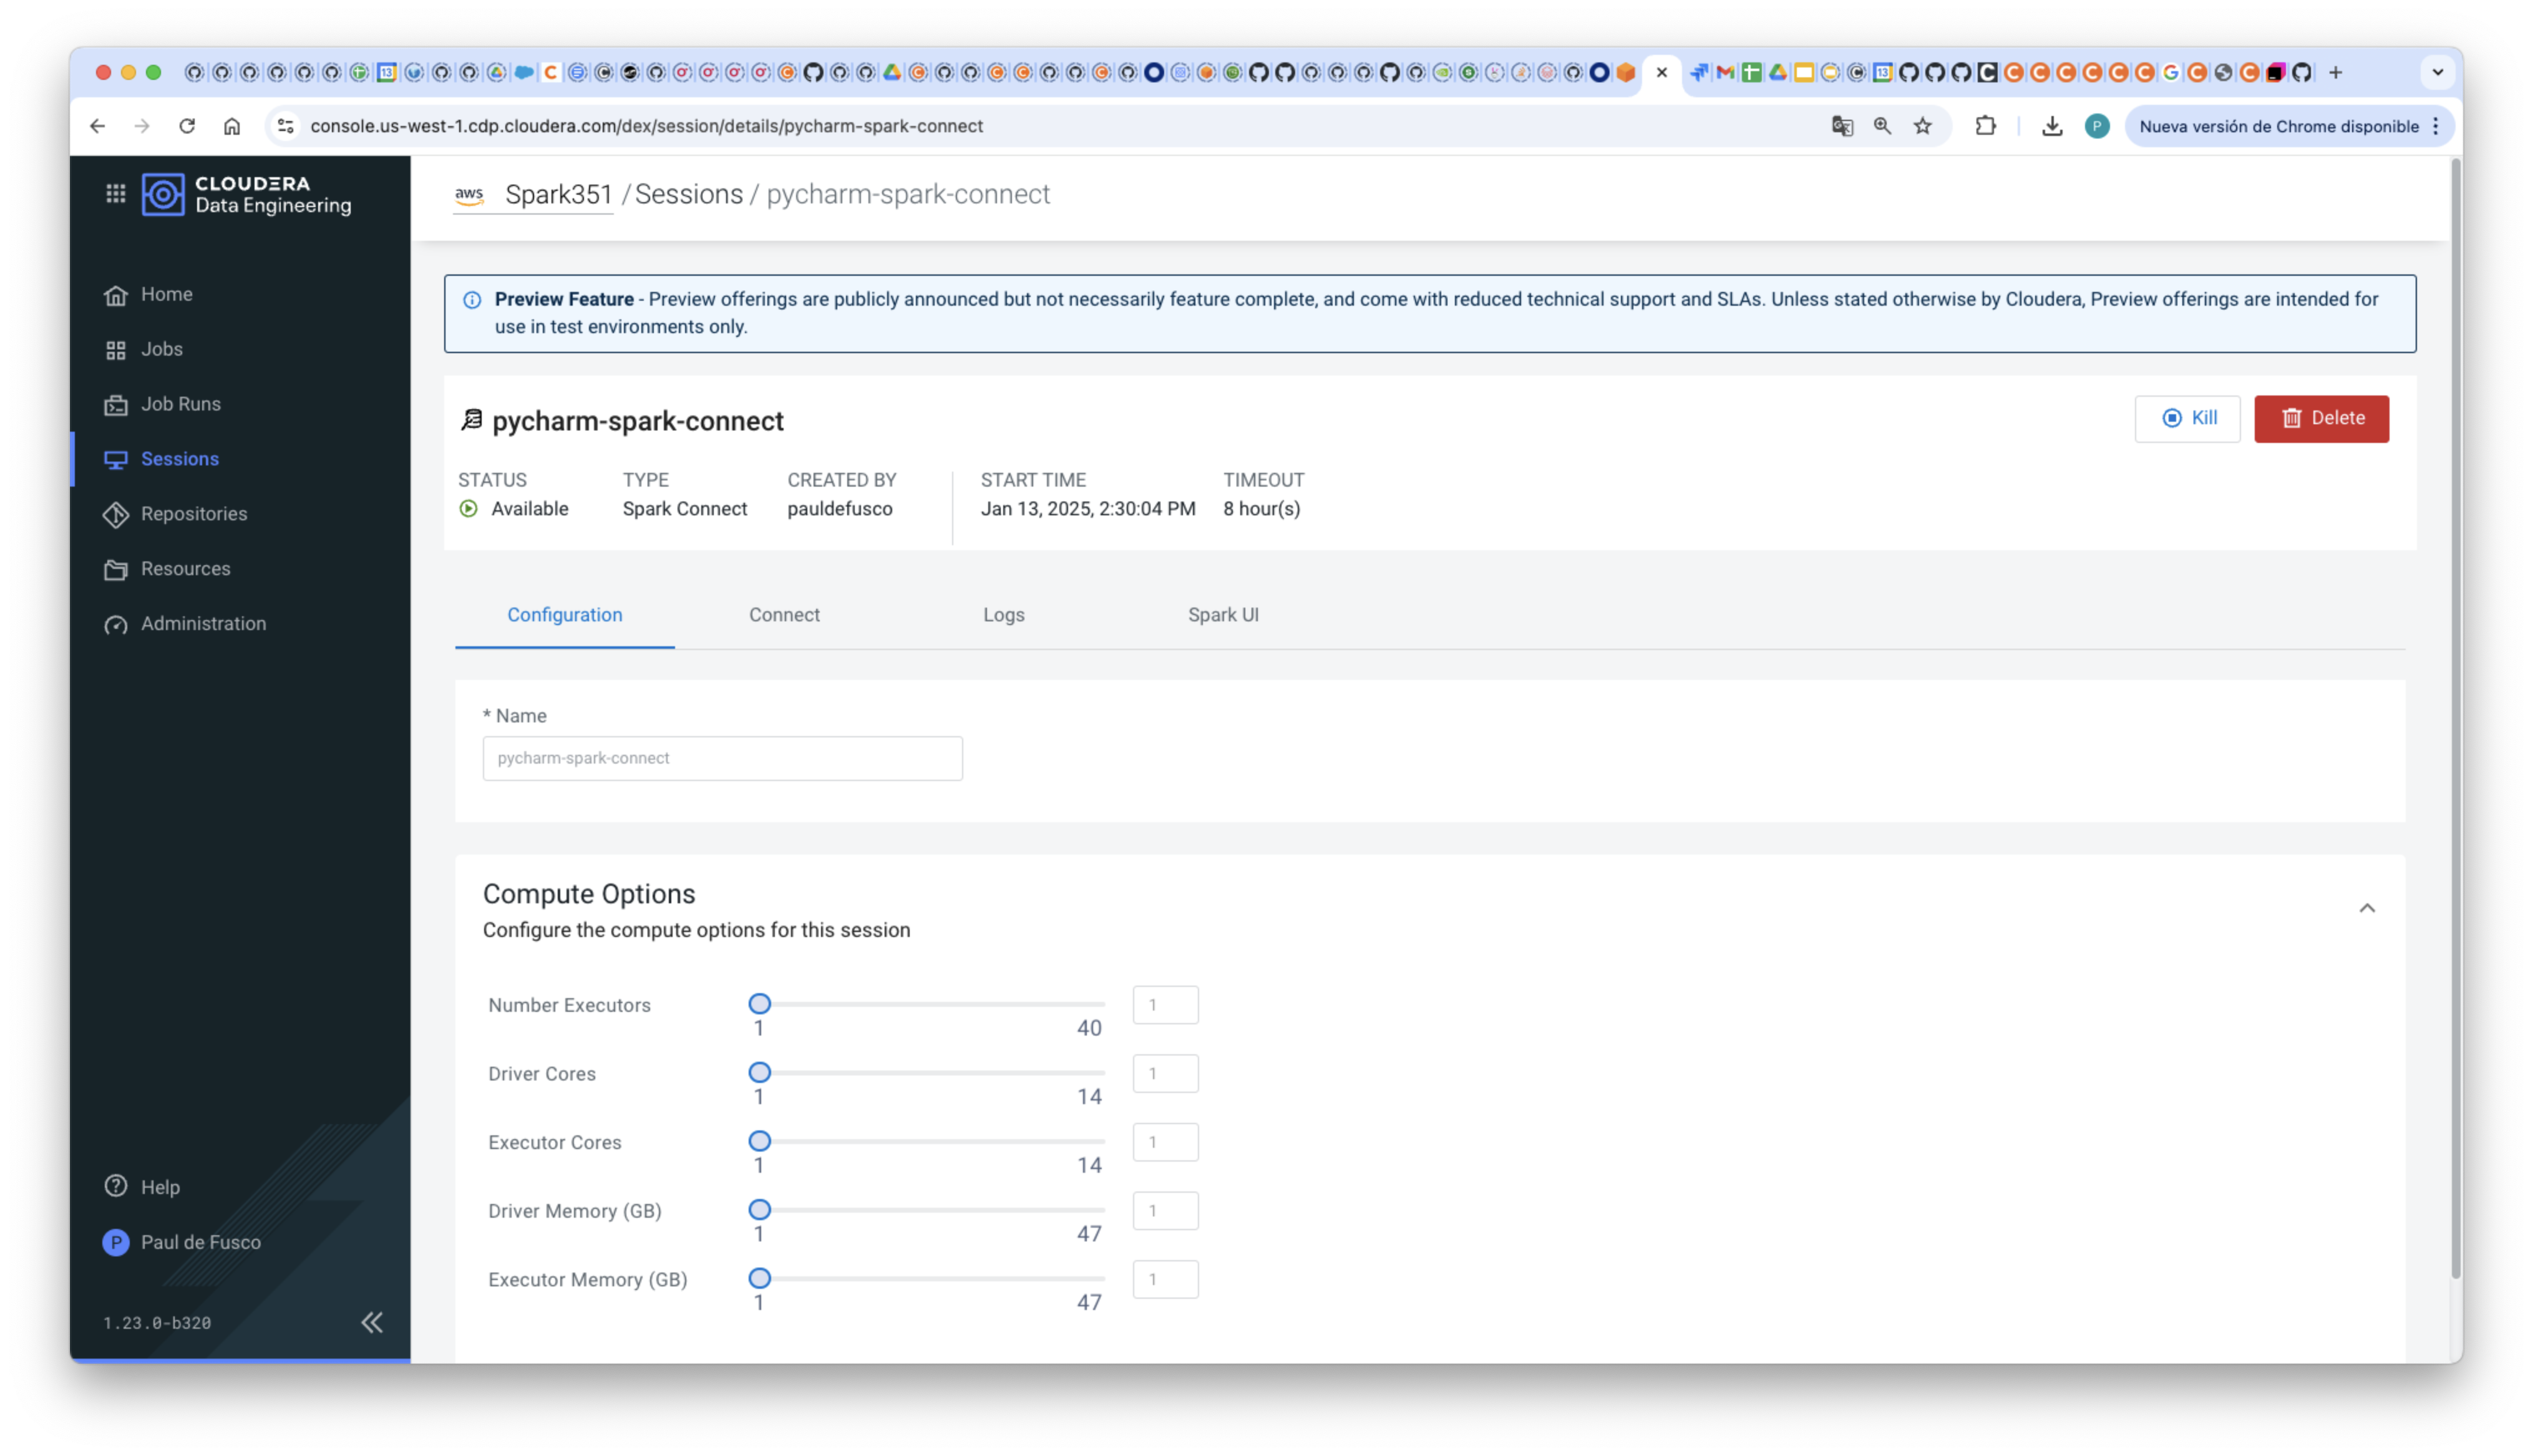 console.us-west-1.cdp.cloudera.com/dex/session/details/pycharm-spark-connect
P
Nueva versión de Chrome disponible
CLOUDERA
Data Engineering
Home
Jobs
Job Runs
Sessions
Repositories
Resources
Administration
Help
P Paul de Fusco
1.23.0-b320
aws Spark351 / Sessions / pycharm-spark-connect
Preview Feature - Preview offerings are publicly announced but not necessarily feature complete, and come with reduced technical support and SLAs. Unless stated otherwise by Cloudera, Preview offerings are intended for
use in test environments only.
pycharm-spark-connect
Kill
Delete
STATUS TYPE CREATED BY START TIME TIMEOUT
Available Spark Connect pauldefusco Jan 13, 2025, 2:30:04 PM 8 hour(s)
Configuration Connect Logs Spark UI
* Name
pycharm-spark-connect
Compute Options
Configure the compute options for this session
Number Executors 1
1 40
Driver Cores 1
1 14
Executor Cores 1
1 14
Driver Memory (GB) 1
1 47
Executor Memory (GB) 1
1 47